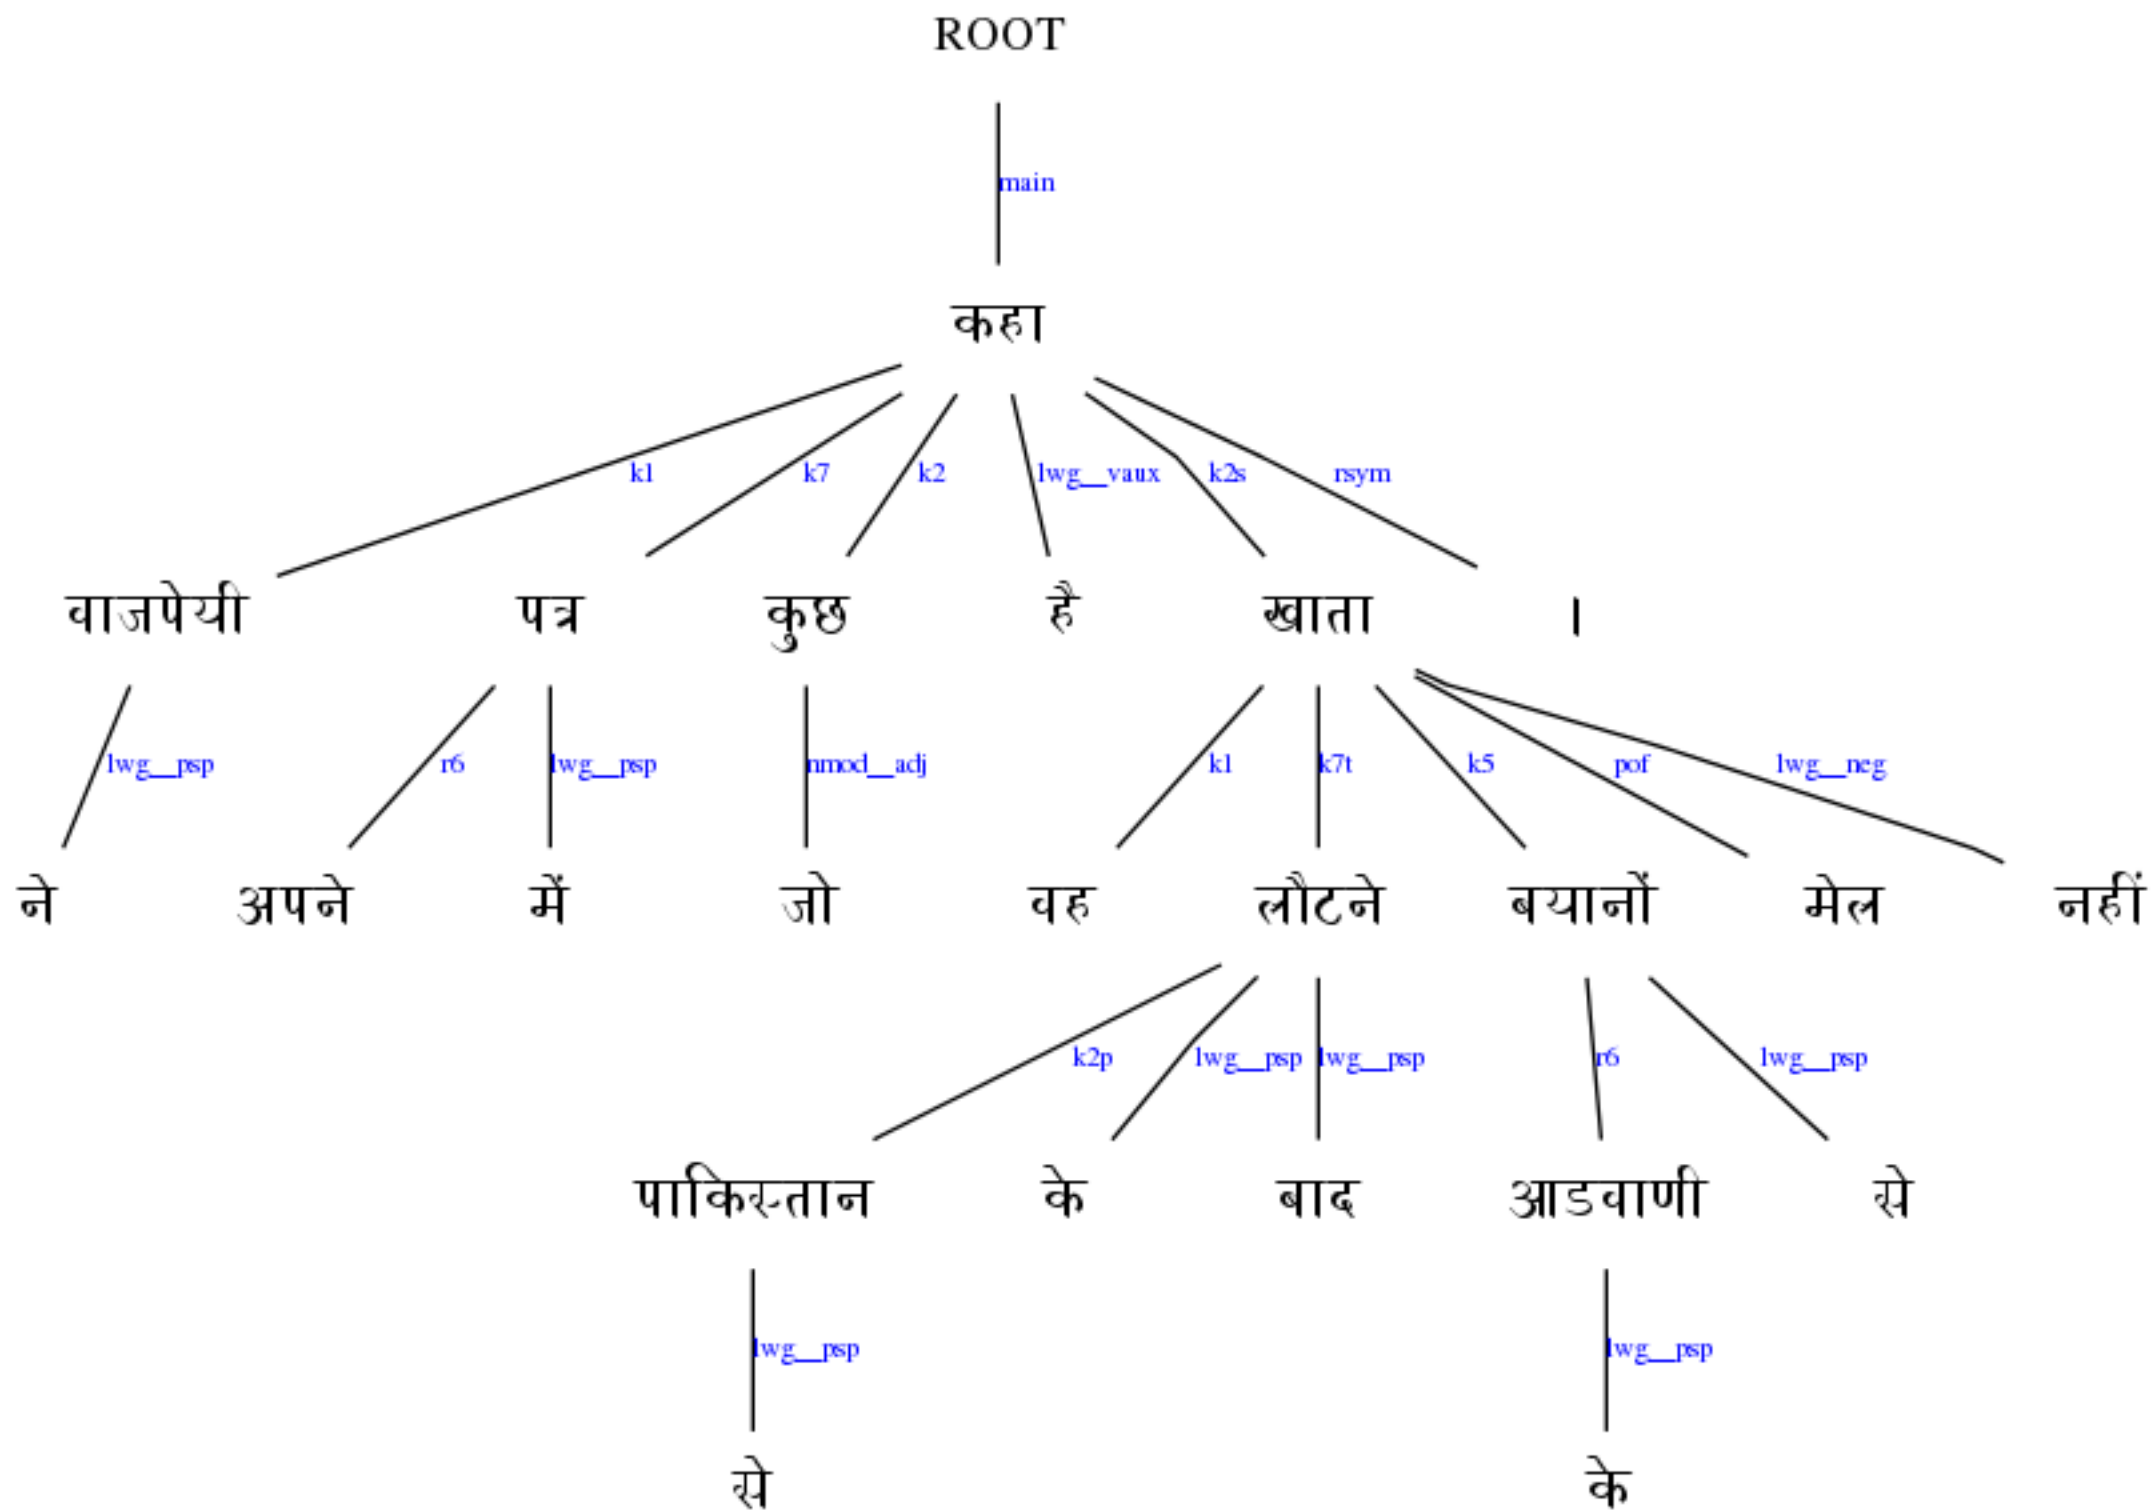 ROOT
main
कहा
k1 k7 k2 lwg__vaux k2s rsym
वाजपेयी पत्र कुछ है खाता ।
lwg__psp r6 lwg__psp nmod__adj k1 k7t k5 pof lwg__neg
ने अपने में जो वह लौटने बयानों मेल नहीं
k2p lwg__psp lwg__psp r6 lwg__psp
पाकिस्तान के बाद आडवाणी से
lwg__psp lwg__psp
से के